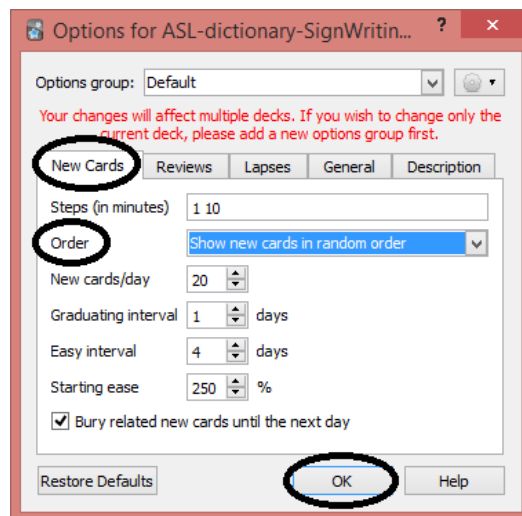 Options for ASL-dictionary-SignWritin... ? ×
Options group: Default
Your changes will affect multiple decks. If you wish to change only the
current deck, please add a new options group first.
New Cards Reviews Lapses General Description
Steps (in minutes) 1 10
Order Show new cards in random order
New cards/day 20
Graduating interval 1 days
Easy interval 4 days
Starting ease 250 %
Bury related new cards until the next day
Restore Defaults OK Help